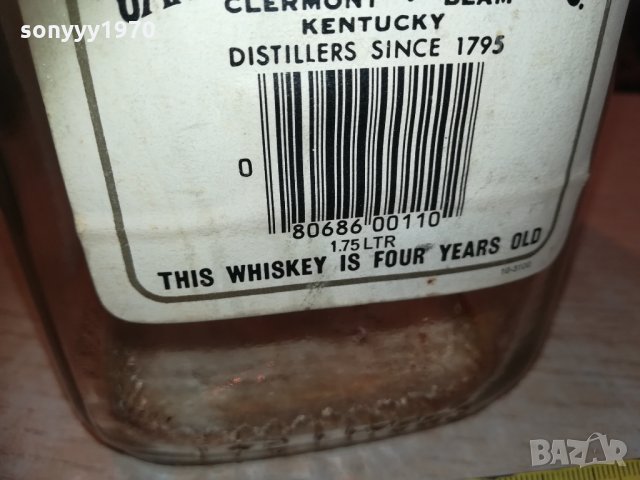 sonyyy1970
CLERMONT · BEAM
KENTUCKY
DISTILLERS SINCE 1795
0
80686 00110
1.75 LTR
THIS WHISKEY IS FOUR YEARS OLD
BAZAR